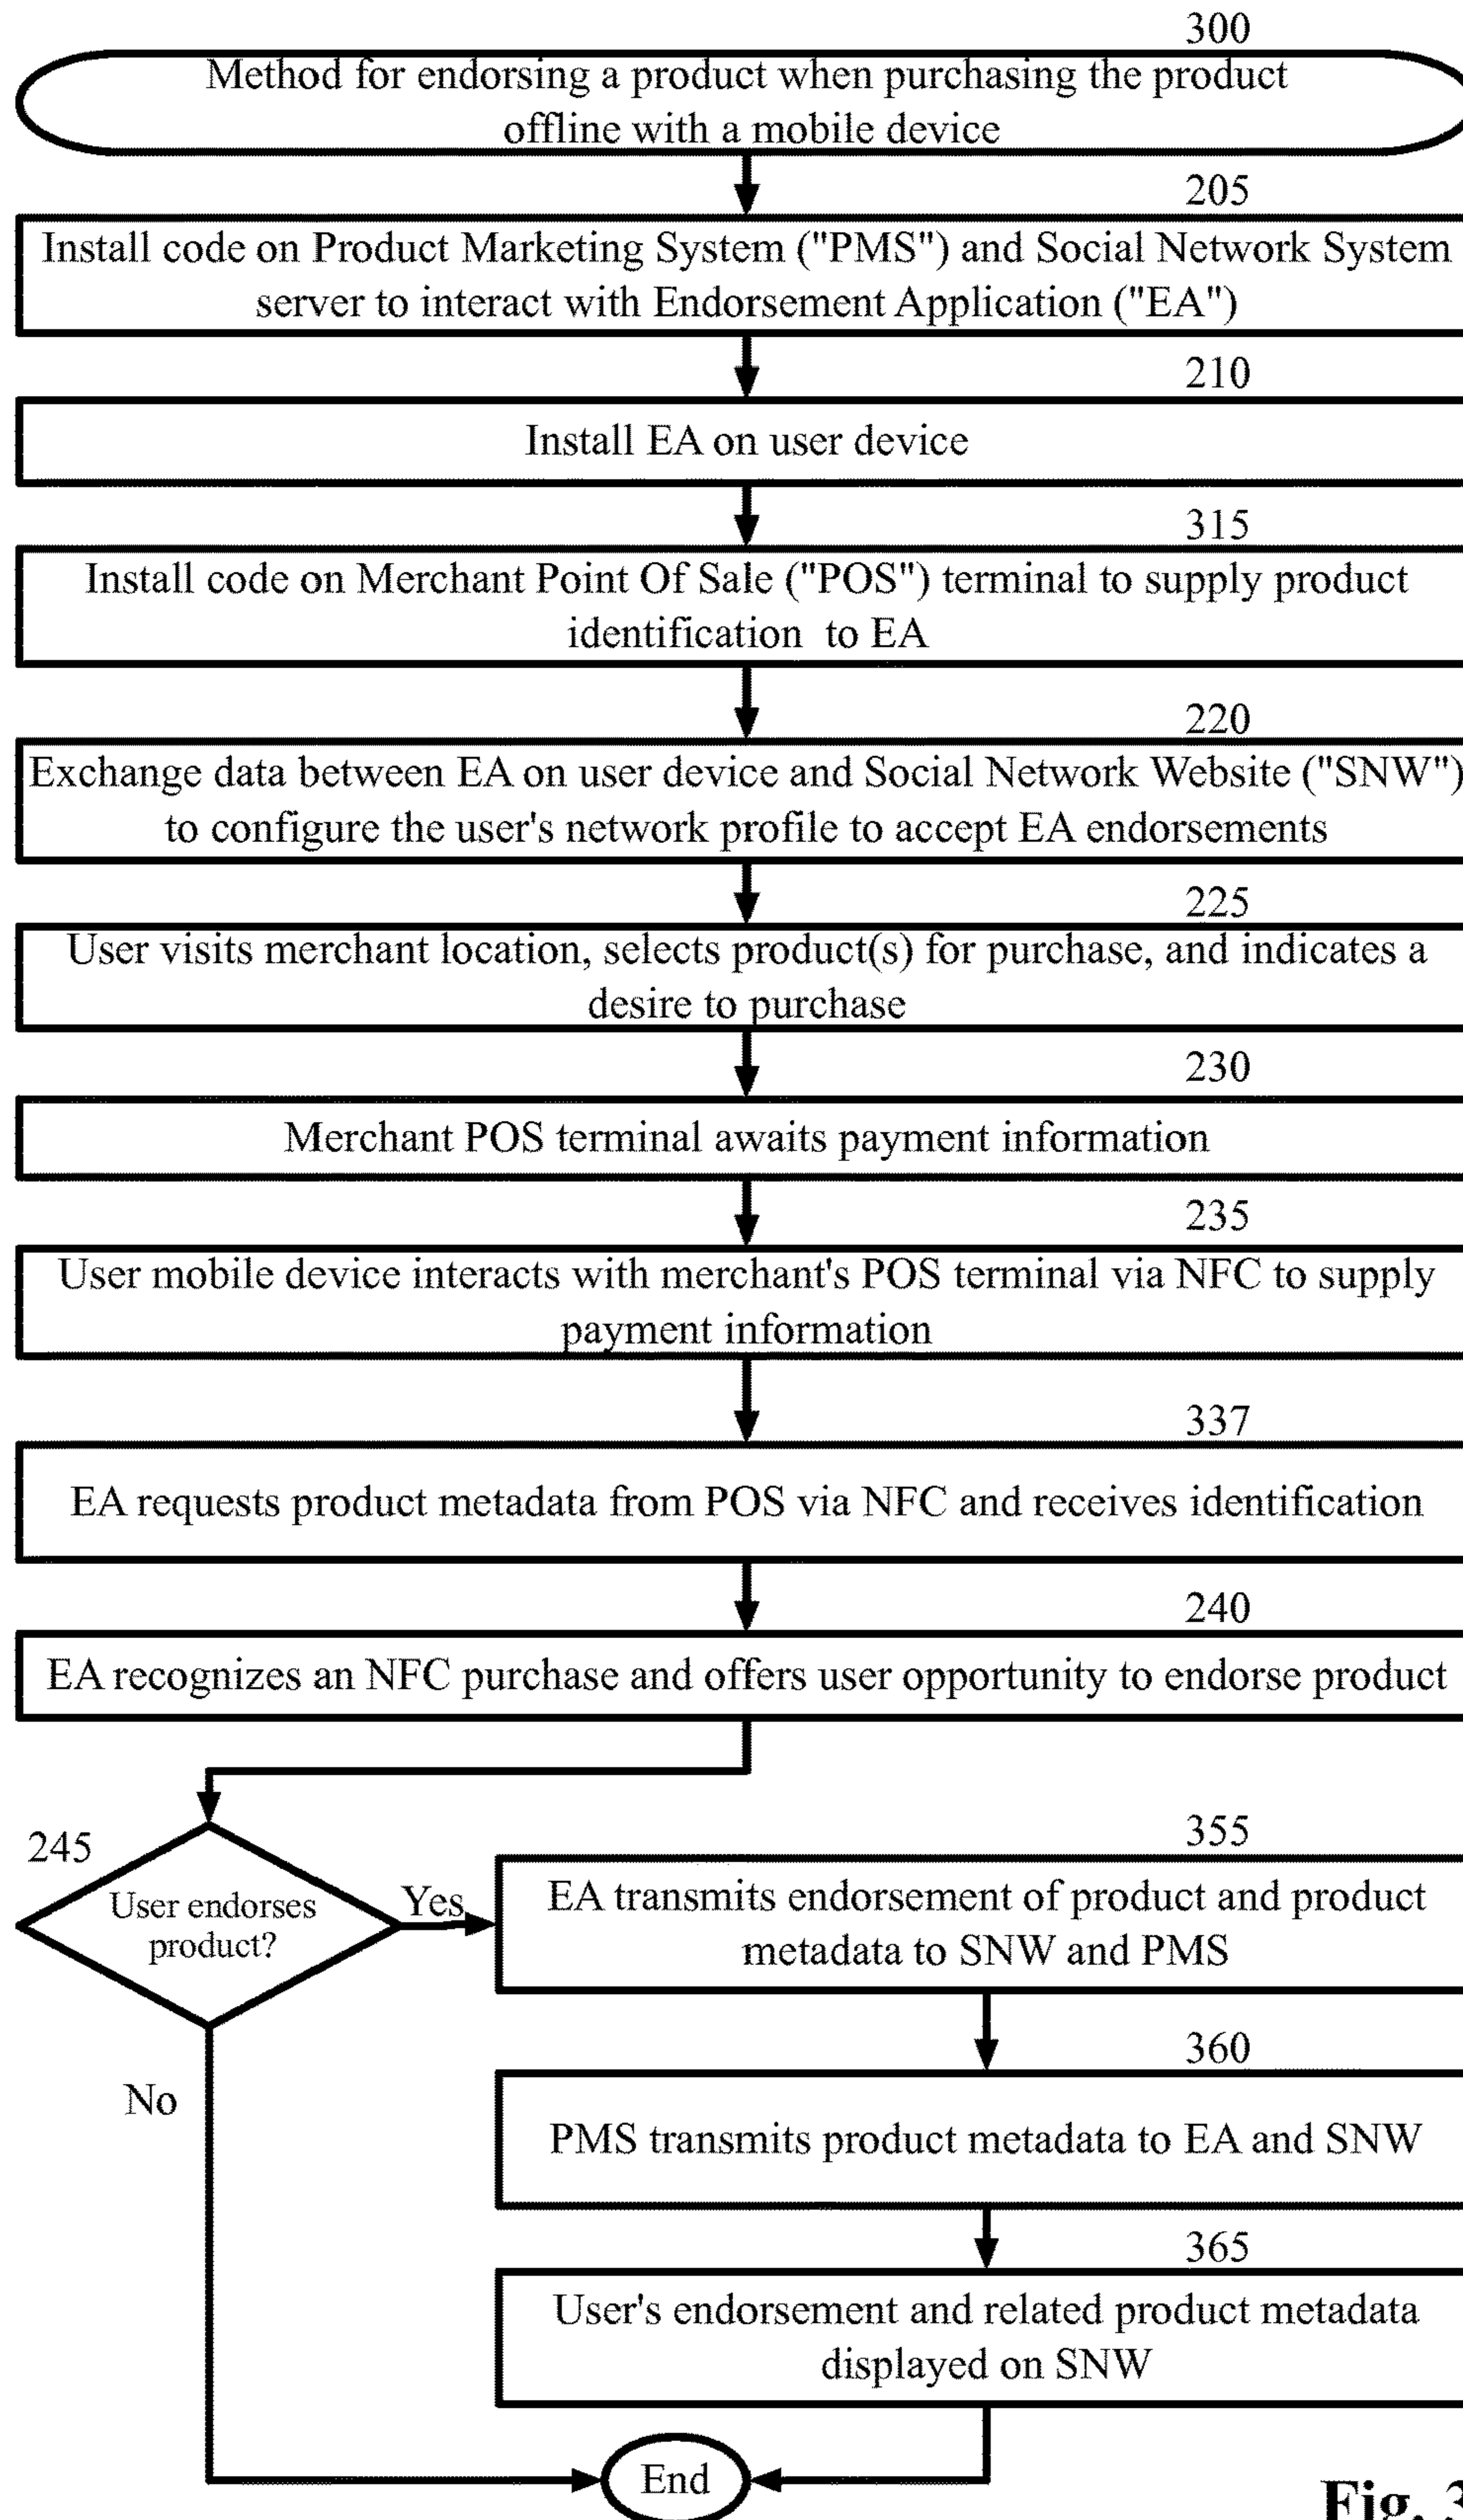 300
Method for endorsing a product when purchasing the product
offline with a mobile device
205
Install code on Product Marketing System ("PMS") and Social Network System
server to interact with Endorsement Application ("EA")
210
Install EA on user device
315
Install code on Merchant Point Of Sale ("POS") terminal to supply product
identification to EA
220
Exchange data between EA on user device and Social Network Website ("SNW")
to configure the user's network profile to accept EA endorsements
225
User visits merchant location, selects product(s) for purchase, and indicates a
desire to purchase
230
Merchant POS terminal awaits payment information
235
User mobile device interacts with merchant's POS terminal via NFC to supply
payment information
337
EA requests product metadata from POS via NFC and receives identification
240
EA recognizes an NFC purchase and offers user opportunity to endorse product
245
User endorses
product?
Yes
355
EA transmits endorsement of product and product
metadata to SNW and PMS
360
No
PMS transmits product metadata to EA and SNW
365
User's endorsement and related product metadata
displayed on SNW
End
Fig. 3